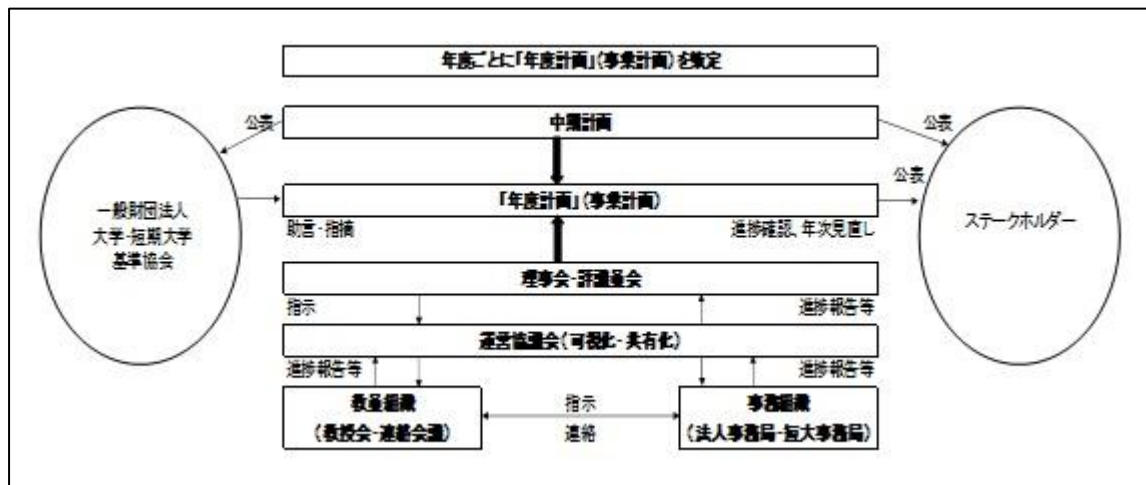 年度ごとに「年度計画」(事業計画)を策定
公表
中期計画
公表
公表
一般財団法人
大学・短期大学
基準協会
「年度計画」(事業計画)
助言・指摘
進捗確認、年次見直し
ステークホルダー
理事会・評議員会
指示
進捗報告等
運営協議会(可視化・共有化)
進捗報告等
進捗報告等
教員組織
(教授会・連絡会議)
指示
連絡
事務組織
(法人事務局・短大事務局)